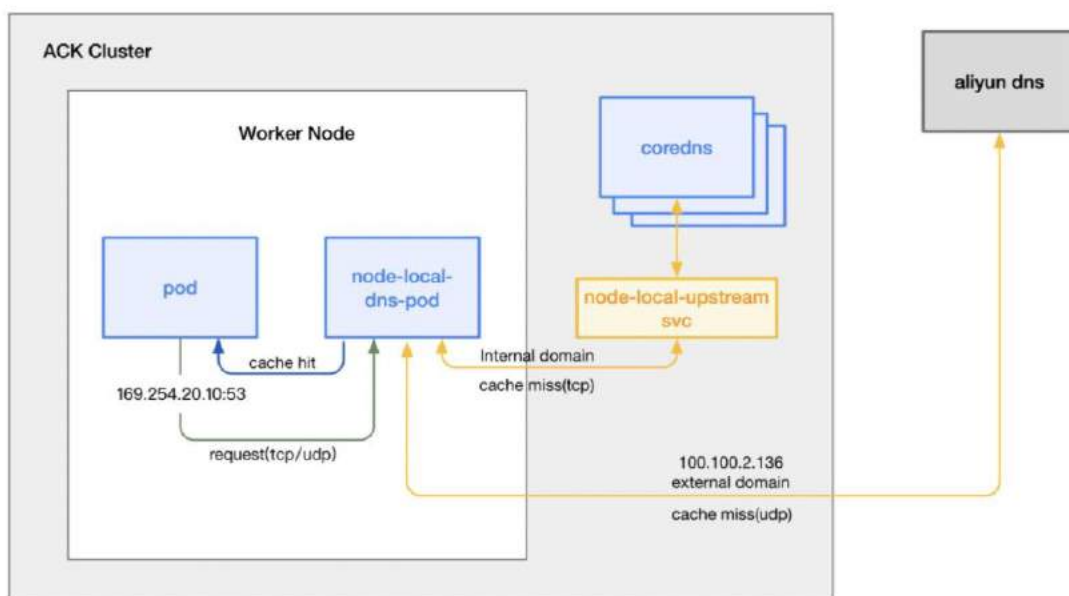 ACK Cluster
aliyun dns
Worker Node
coredns
pod
node-local-
dns-pod
node-local-upstream
svc
cache hit
Internal domain
cache miss(tcp)
169.254.20.10:53
request(tcp/udp)
100.100.2.136
external domain
cache miss(udp)